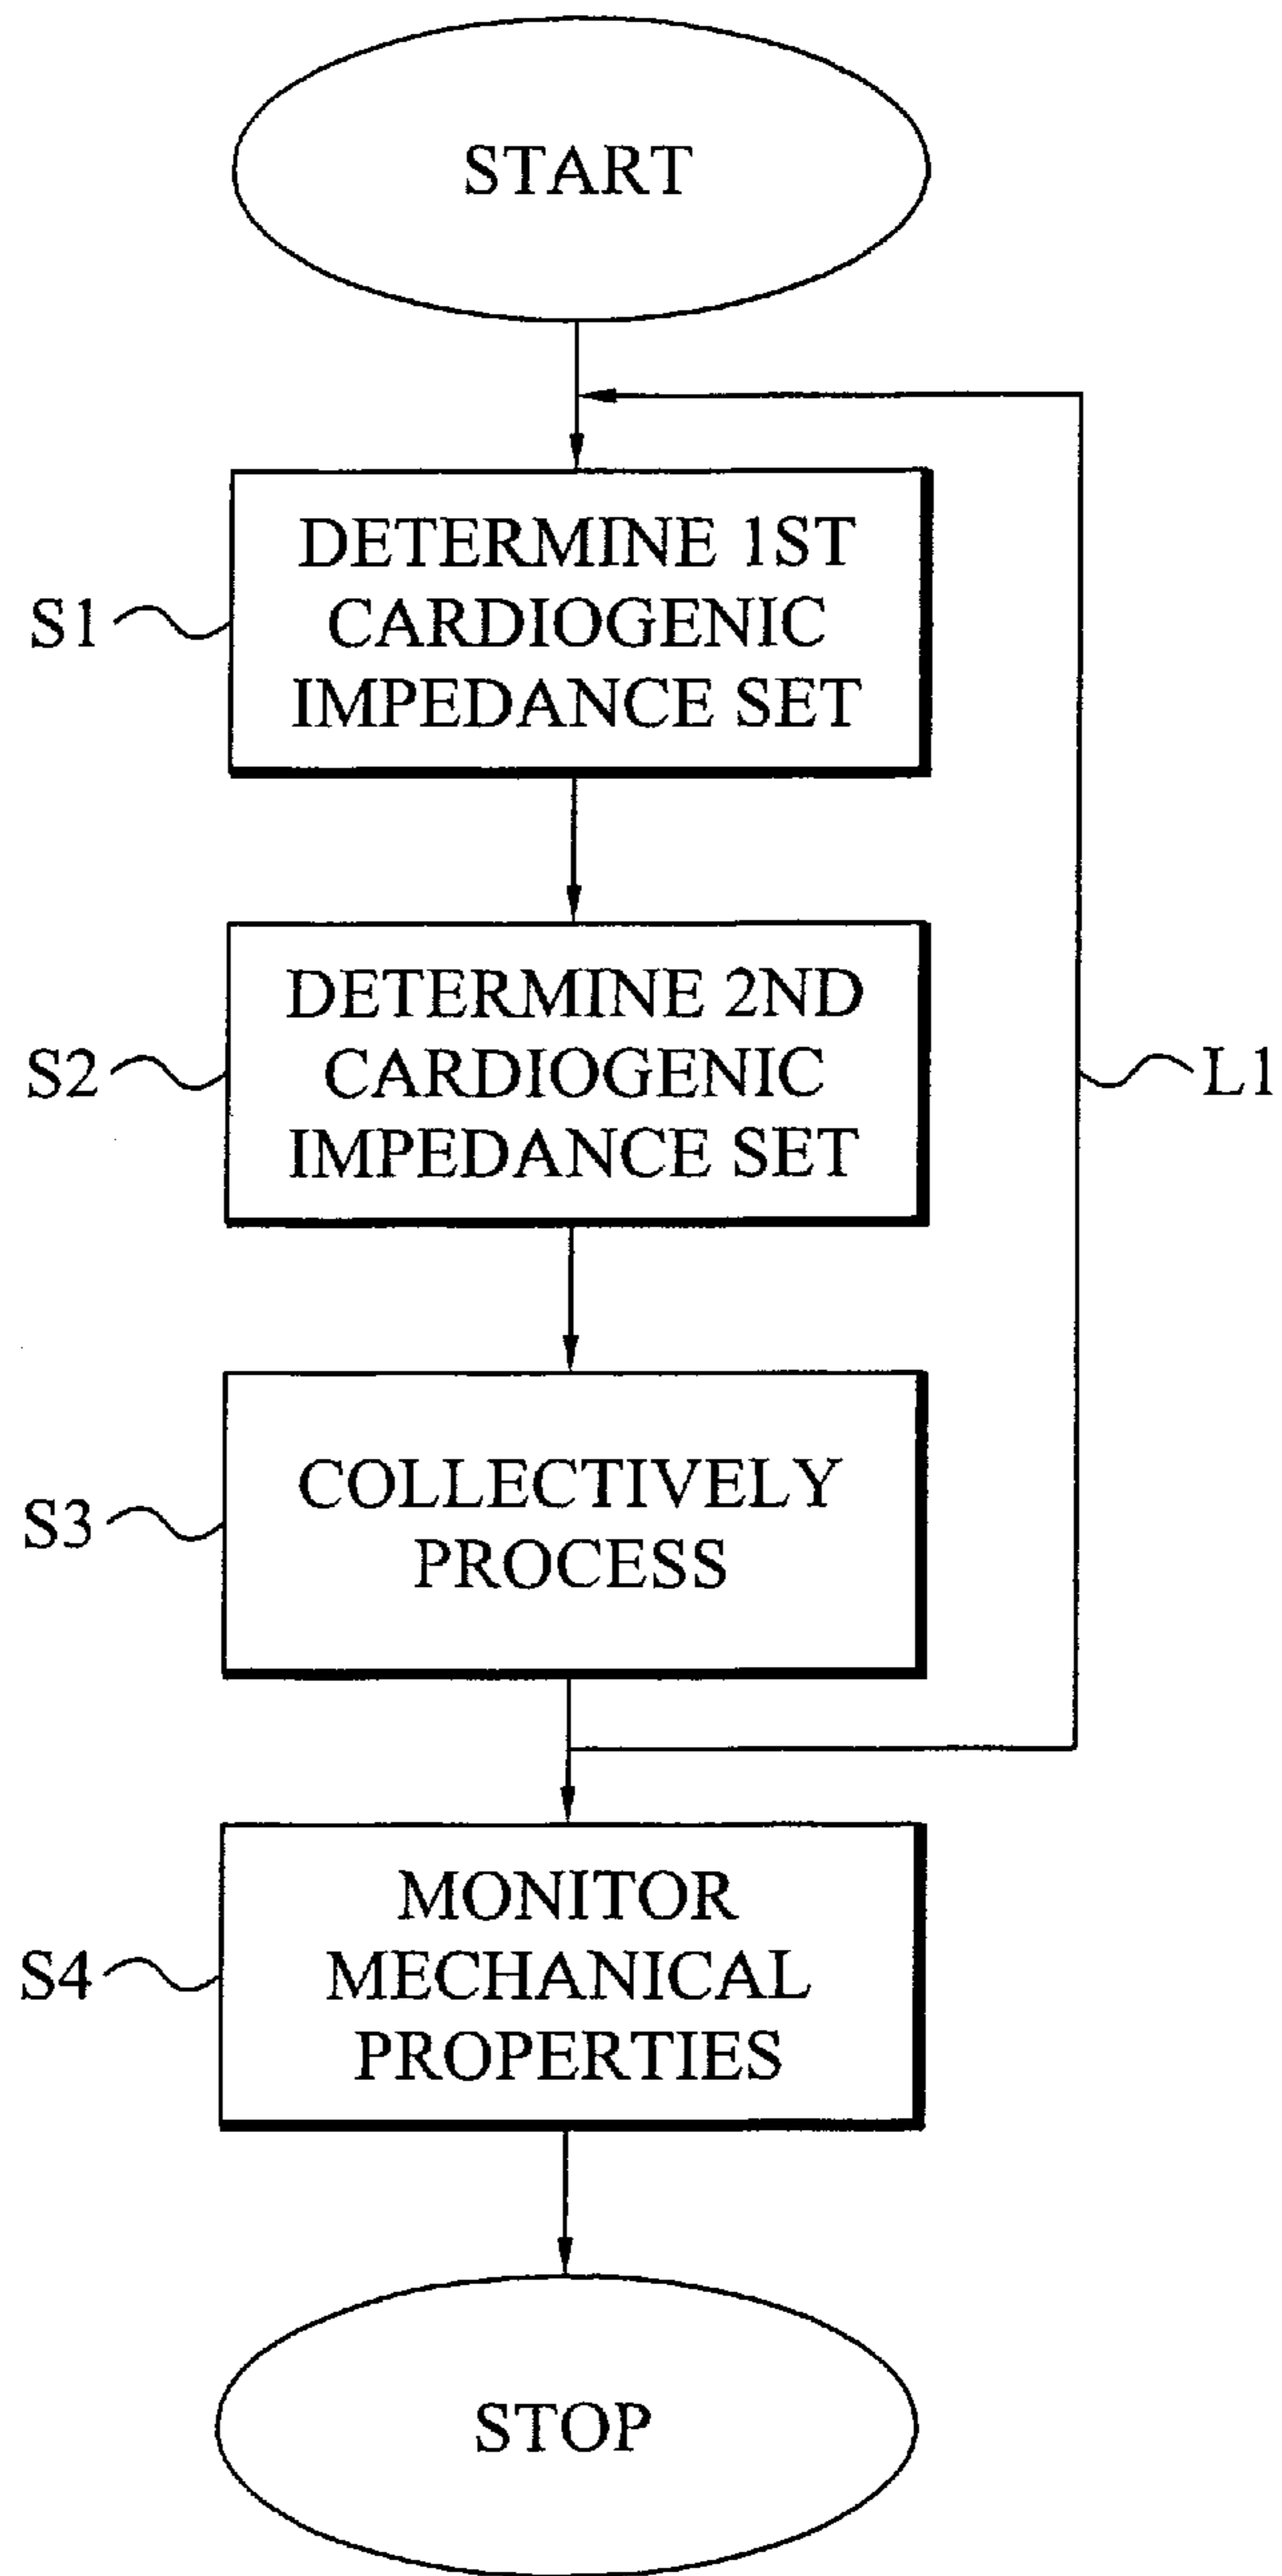 START
DETERMINE 1ST
CARDIOGENIC
IMPEDANCE SET
S1
DETERMINE 2ND
CARDIOGENIC
IMPEDANCE SET
S2
L1
COLLECTIVELY
PROCESS
S3
MONITOR
MECHANICAL
PROPERTIES
S4
STOP